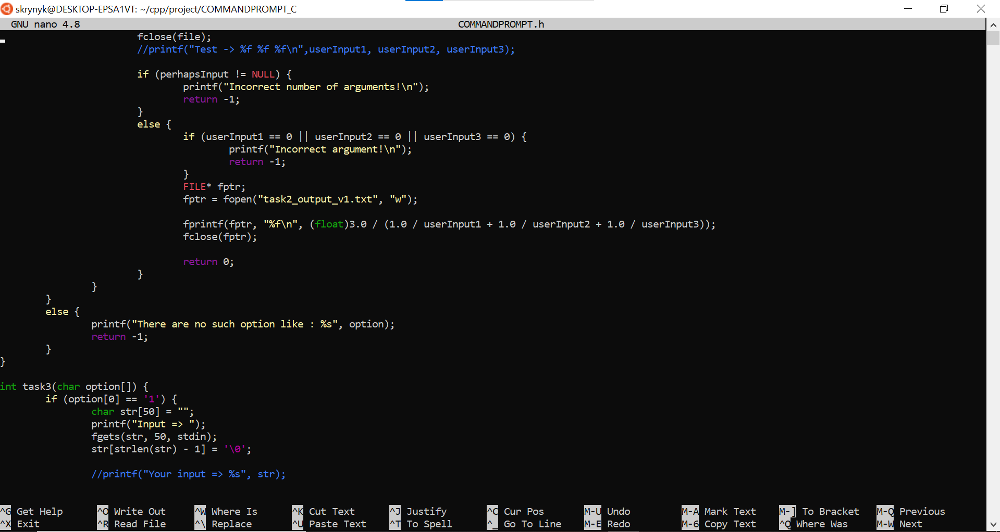 skrynyk@DESKTOP-EPSA1VT: ~/cpp/project/COMMANDPROMPT_C
GNU nano 4.8 COMMANDPROMPT.h
fclose(file);
//printf("Test -> %f %f %f\n",userInput1, userInput2, userInput3);
if (perhapsInput != NULL) {
printf("Incorrect number of arguments!\n");
return -1;
}
else {
if (userInput1 == 0 || userInput2 == 0 || userInput3 == 0) {
printf("Incorrect argument!\n");
return -1;
}
FILE* fptr;
fptr = fopen("task2_output_v1.txt", "w");
fprintf(fptr, "%f\n", (float)3.0 / (1.0 / userInput1 + 1.0 / userInput2 + 1.0 / userInput3));
fclose(fptr);
return 0;
}
}
}
else {
printf("There are no such option like : %s", option);
return -1;
}
}
int task3(char option[]) {
if (option[0] == '1') {
char str[50] = "";
printf("Input => ");
fgets(str, 50, stdin);
str[strlen(str) - 1] = '\0';
//printf("Your input => %s", str);
^G Get Help ^O Write Out ^W Where Is ^K Cut Text ^J Justify ^C Cur Pos M-U Undo M-A Mark Text M-] To Bracket M-Q Previous
^X Exit ^R Read File ^\ Replace ^U Paste Text ^T To Spell ^_ Go To Line M-E Redo M-6 Copy Text ^Q Where Was M-W Next